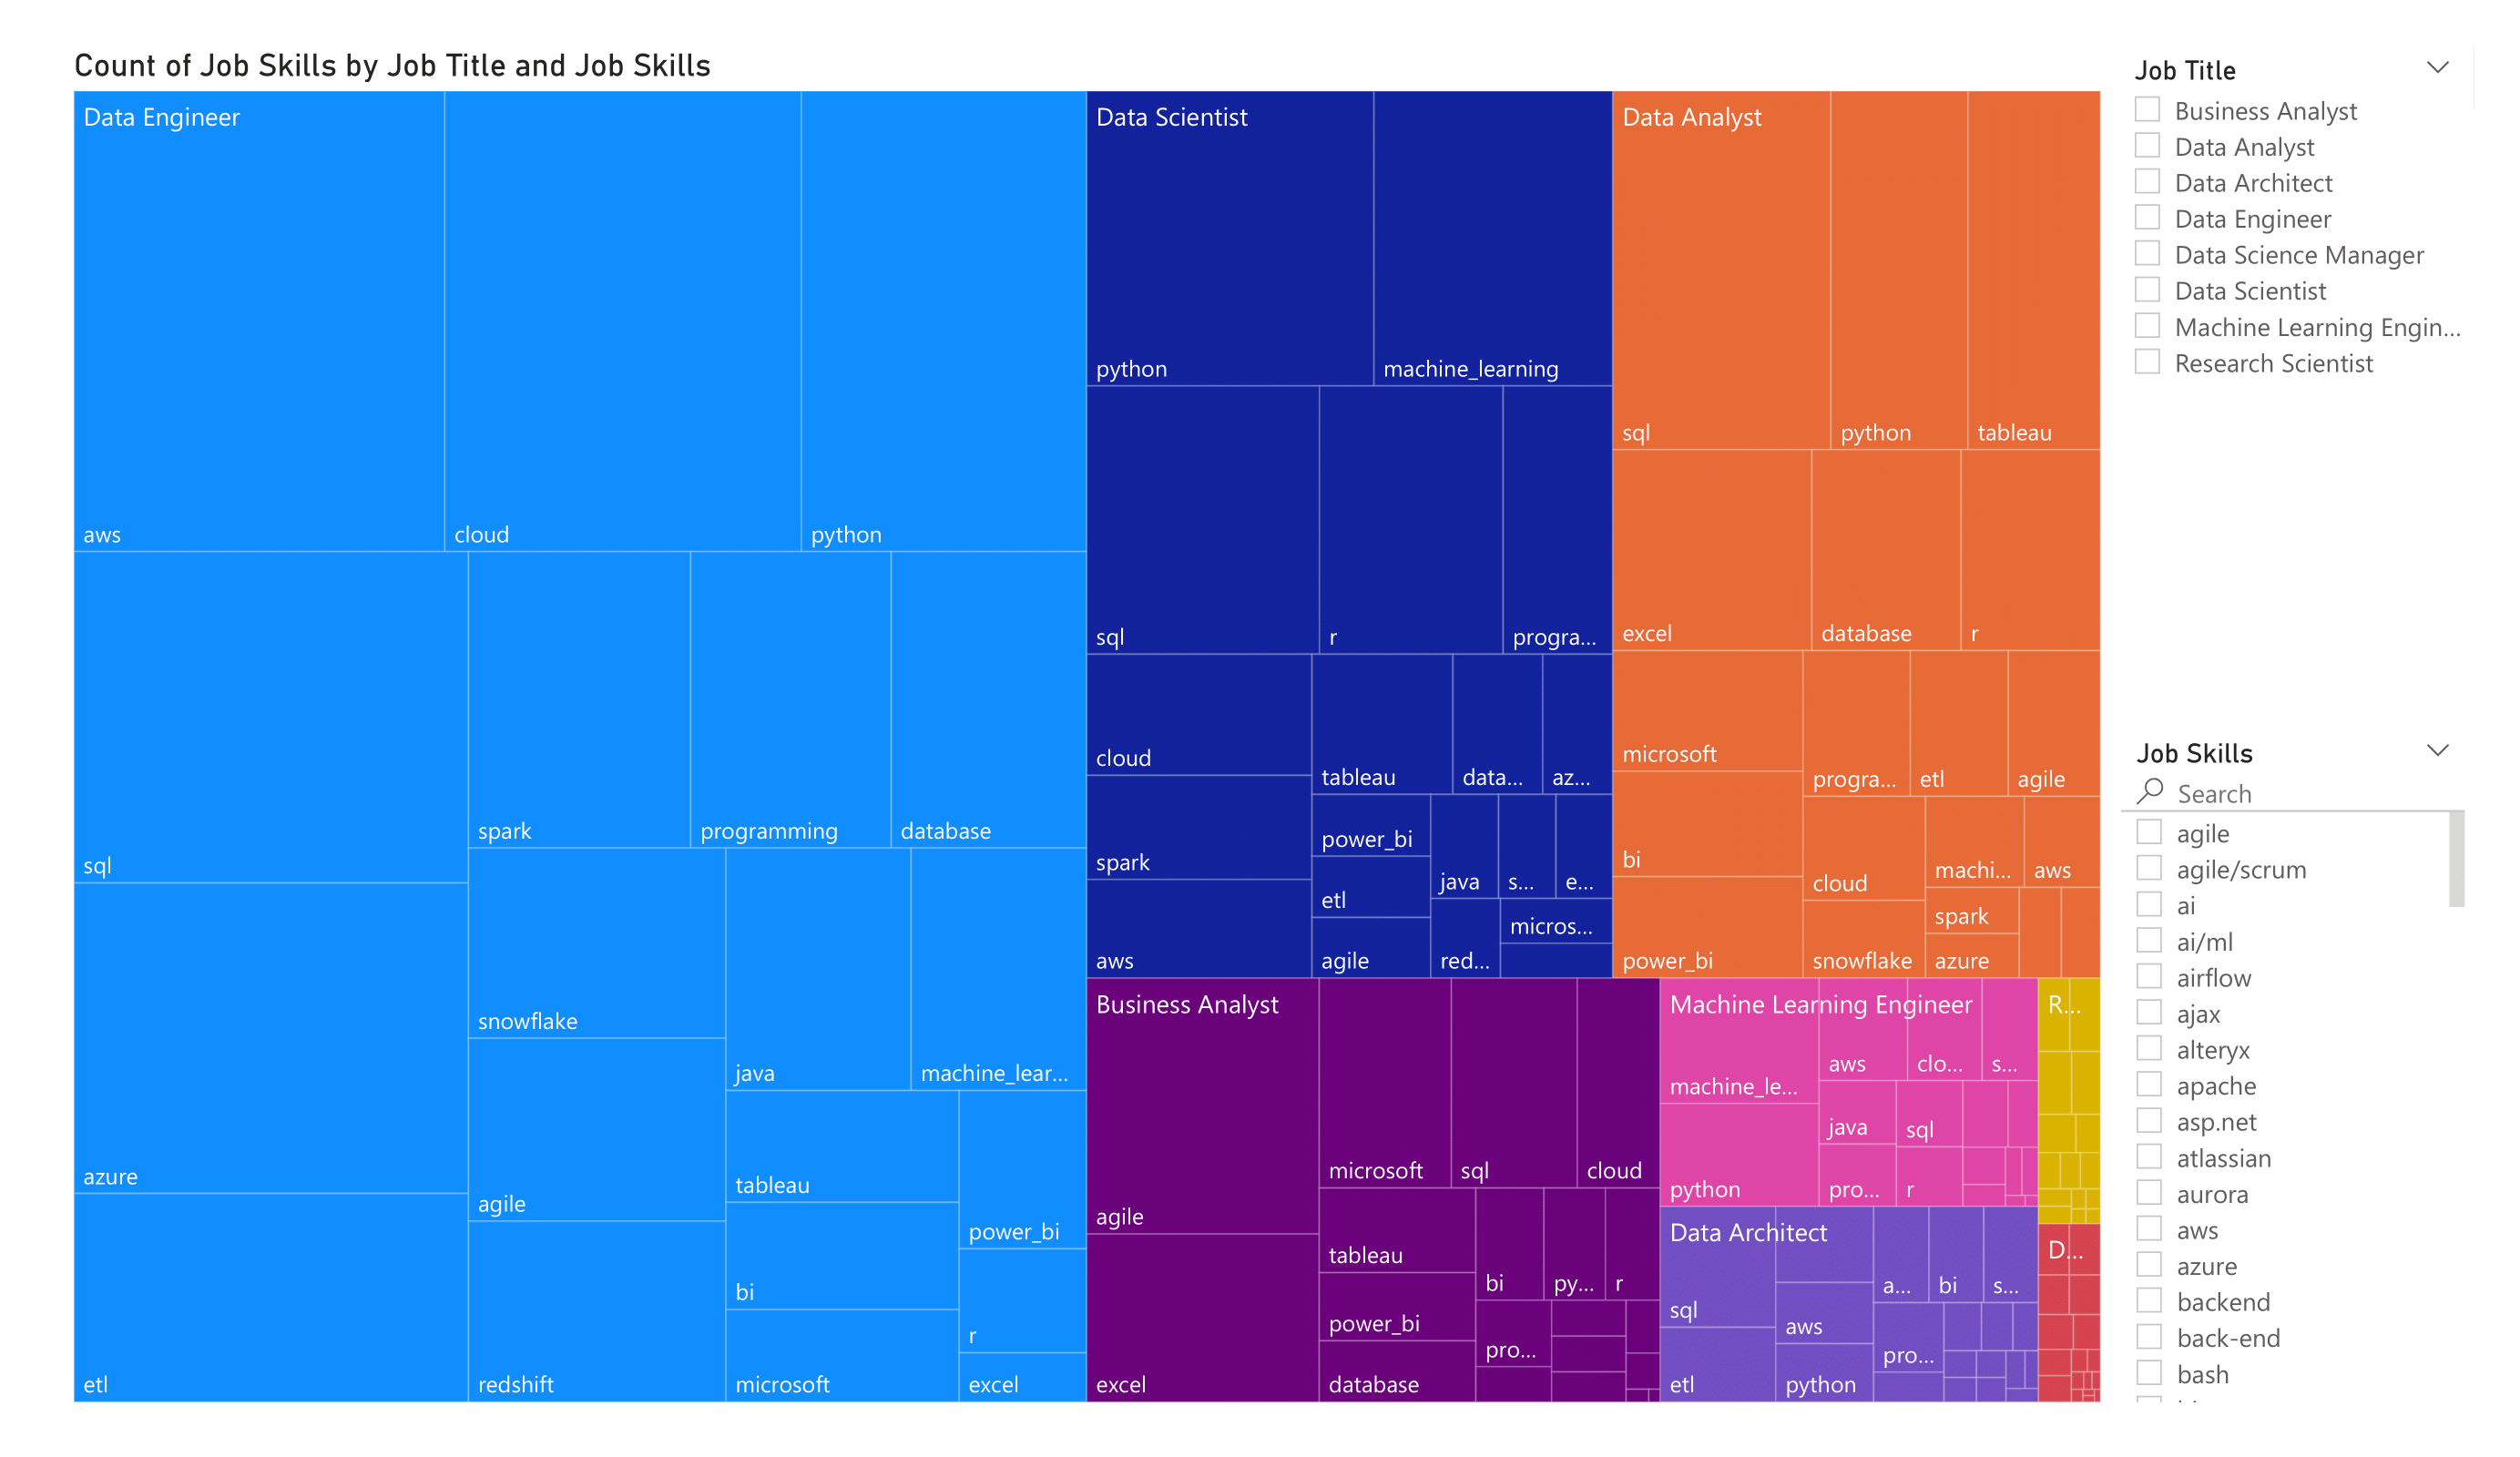 Count of Job Skills by Job Title and Job Skills
Data Engineer
aws
cloud
python
sql
spark
programming
database
azure
snowflake
java
machine_lear...
agile
tableau
power_bi
bi
r
etl
redshift
microsoft
excel
Data Scientist
python
machine_learning
sql
r
progra...
cloud
tableau
data...
az...
spark
power_bi
java
s...
e...
etl
micros...
aws
agile
red...
Data Analyst
sql
python
tableau
excel
database
r
microsoft
progra...
etl
agile
bi
cloud
machi...
aws
spark
power_bi
snowflake
azure
Business Analyst
microsoft
sql
cloud
agile
tableau
bi
py...
r
power_bi
pro...
excel
database
Machine Learning Engineer
aws
clo...
s...
machine_le...
java
sql
python
pro...
r
Data Architect
a...
bi
s...
sql
aws
pro...
etl
python
R...
D...
Job Title
Business Analyst
Data Analyst
Data Architect
Data Engineer
Data Science Manager
Data Scientist
Machine Learning Engin...
Research Scientist
Job Skills
Search
agile
agile/scrum
ai
ai/ml
airflow
ajax
alteryx
apache
asp.net
atlassian
aurora
aws
azure
backend
back-end
bash